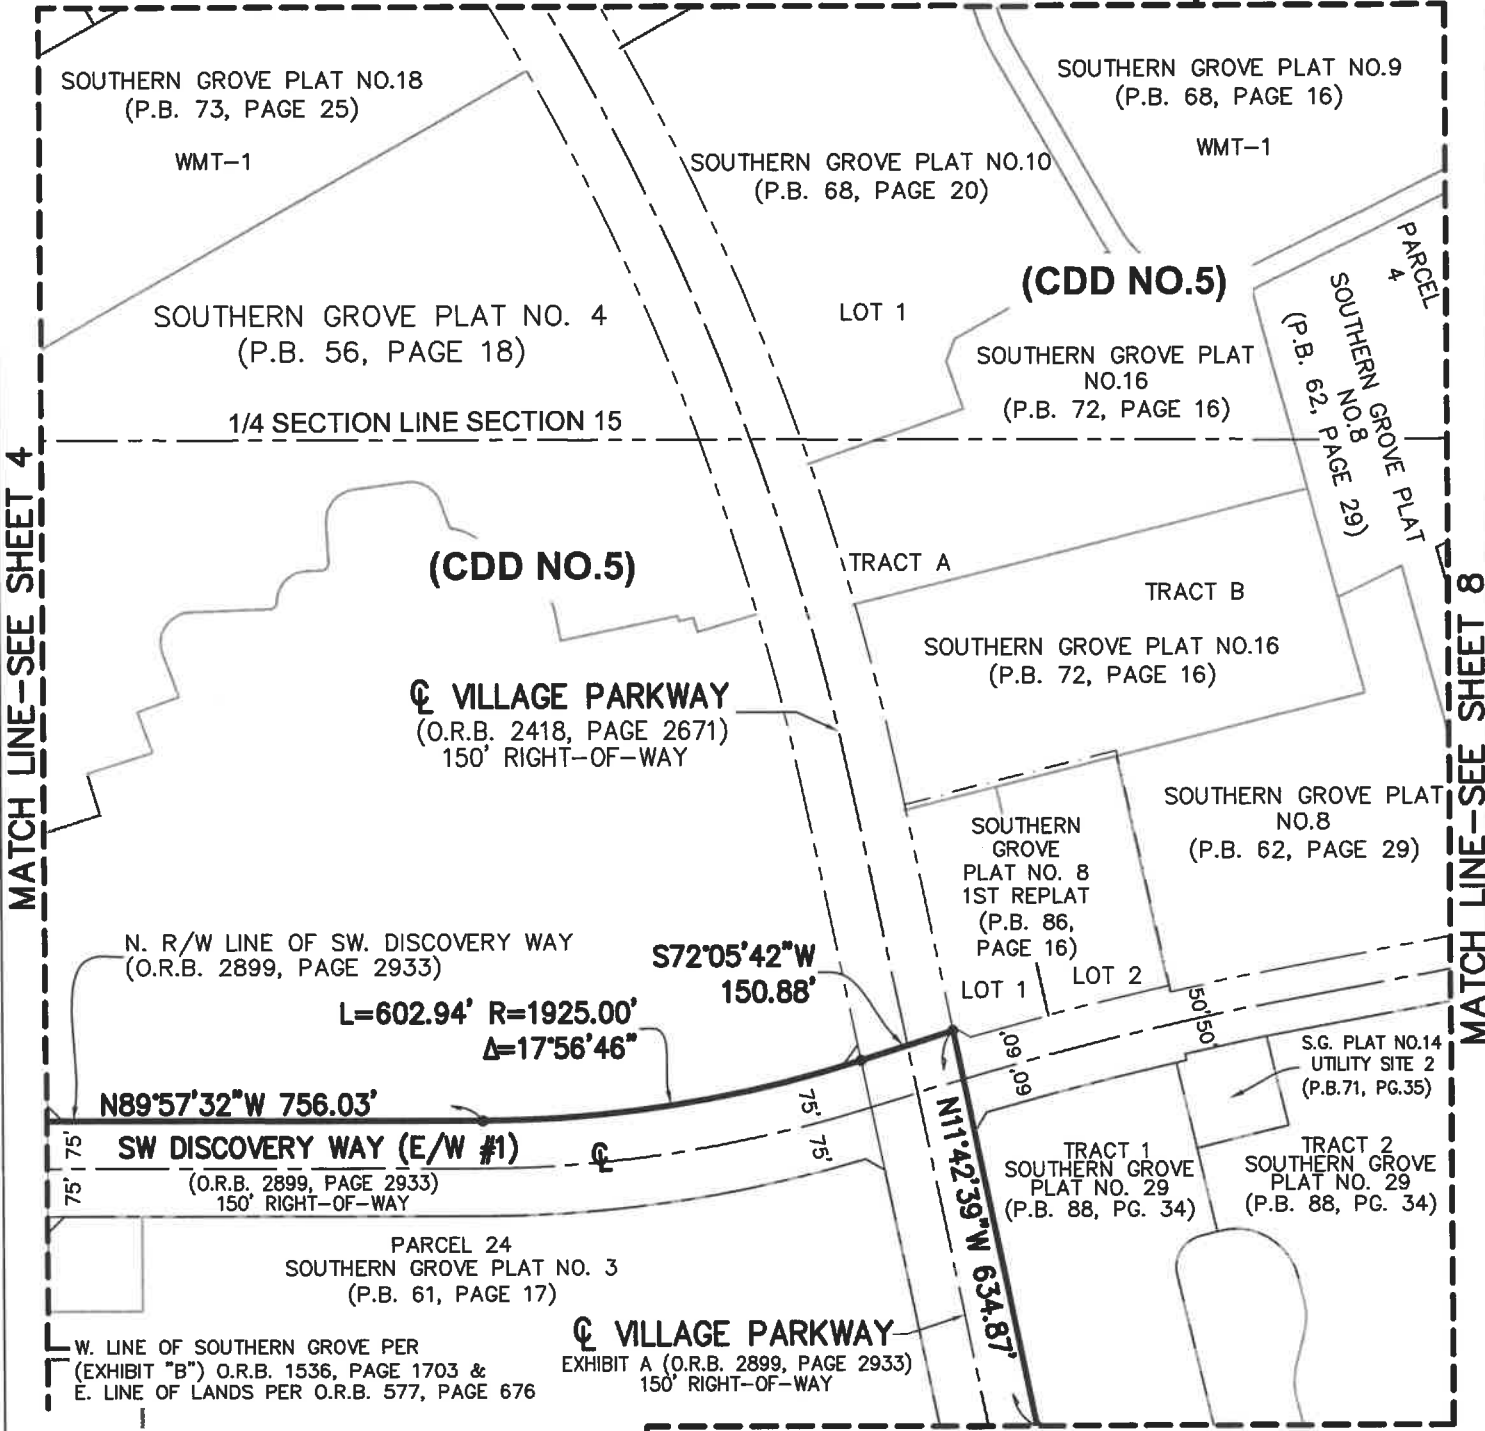 SOUTHERN GROVE PLAT NO.18
(P.B. 73, PAGE 25)
WMT-1
SOUTHERN GROVE PLAT NO.9
(P.B. 68, PAGE 16)
WMT-1
SOUTHERN GROVE PLAT NO.10
(P.B. 68, PAGE 20)
LOT 1
(CDD NO.5)
PARCEL
4
SOUTHERN GROVE PLAT
NO.8
(P.B. 62, PAGE 29)
SOUTHERN GROVE PLAT NO. 4
(P.B. 56, PAGE 18)
SOUTHERN GROVE PLAT
NO.16
(P.B. 72, PAGE 16)
1/4 SECTION LINE SECTION 15
MATCH LINE-SEE SHEET 4
(CDD NO.5)
TRACT A
TRACT B
SOUTHERN GROVE PLAT NO.16
(P.B. 72, PAGE 16)
MATCH LINE-SEE SHEET 8
℄ VILLAGE PARKWAY
(O.R.B. 2418, PAGE 2671)
150' RIGHT-OF-WAY
SOUTHERN GROVE PLAT
NO.8
(P.B. 62, PAGE 29)
SOUTHERN
GROVE
PLAT NO. 8
1ST REPLAT
(P.B. 86,
PAGE 16)
LOT 1
LOT 2
N. R/W LINE OF SW. DISCOVERY WAY
(O.R.B. 2899, PAGE 2933)
S72°05'42"W
150.88'
L=602.94' R=1925.00'
Δ=17°56'46"
50'
50'
60'
60'
S.G. PLAT NO.14
UTILITY SITE 2
(P.B.71, PG.35)
N89°57'32"W 756.03'
75'
75'
75'
75'
SW DISCOVERY WAY (E/W #1)
℄
(O.R.B. 2899, PAGE 2933)
150' RIGHT-OF-WAY
N11°42'39"W 634.87'
TRACT 1
SOUTHERN GROVE
PLAT NO. 29
(P.B. 88, PG. 34)
TRACT 2
SOUTHERN GROVE
PLAT NO. 29
(P.B. 88, PG. 34)
PARCEL 24
SOUTHERN GROVE PLAT NO. 3
(P.B. 61, PAGE 17)
℄ VILLAGE PARKWAY
EXHIBIT A (O.R.B. 2899, PAGE 2933)
150' RIGHT-OF-WAY
W. LINE OF SOUTHERN GROVE PER
(EXHIBIT "B") O.R.B. 1536, PAGE 1703 &
E. LINE OF LANDS PER O.R.B. 577, PAGE 676